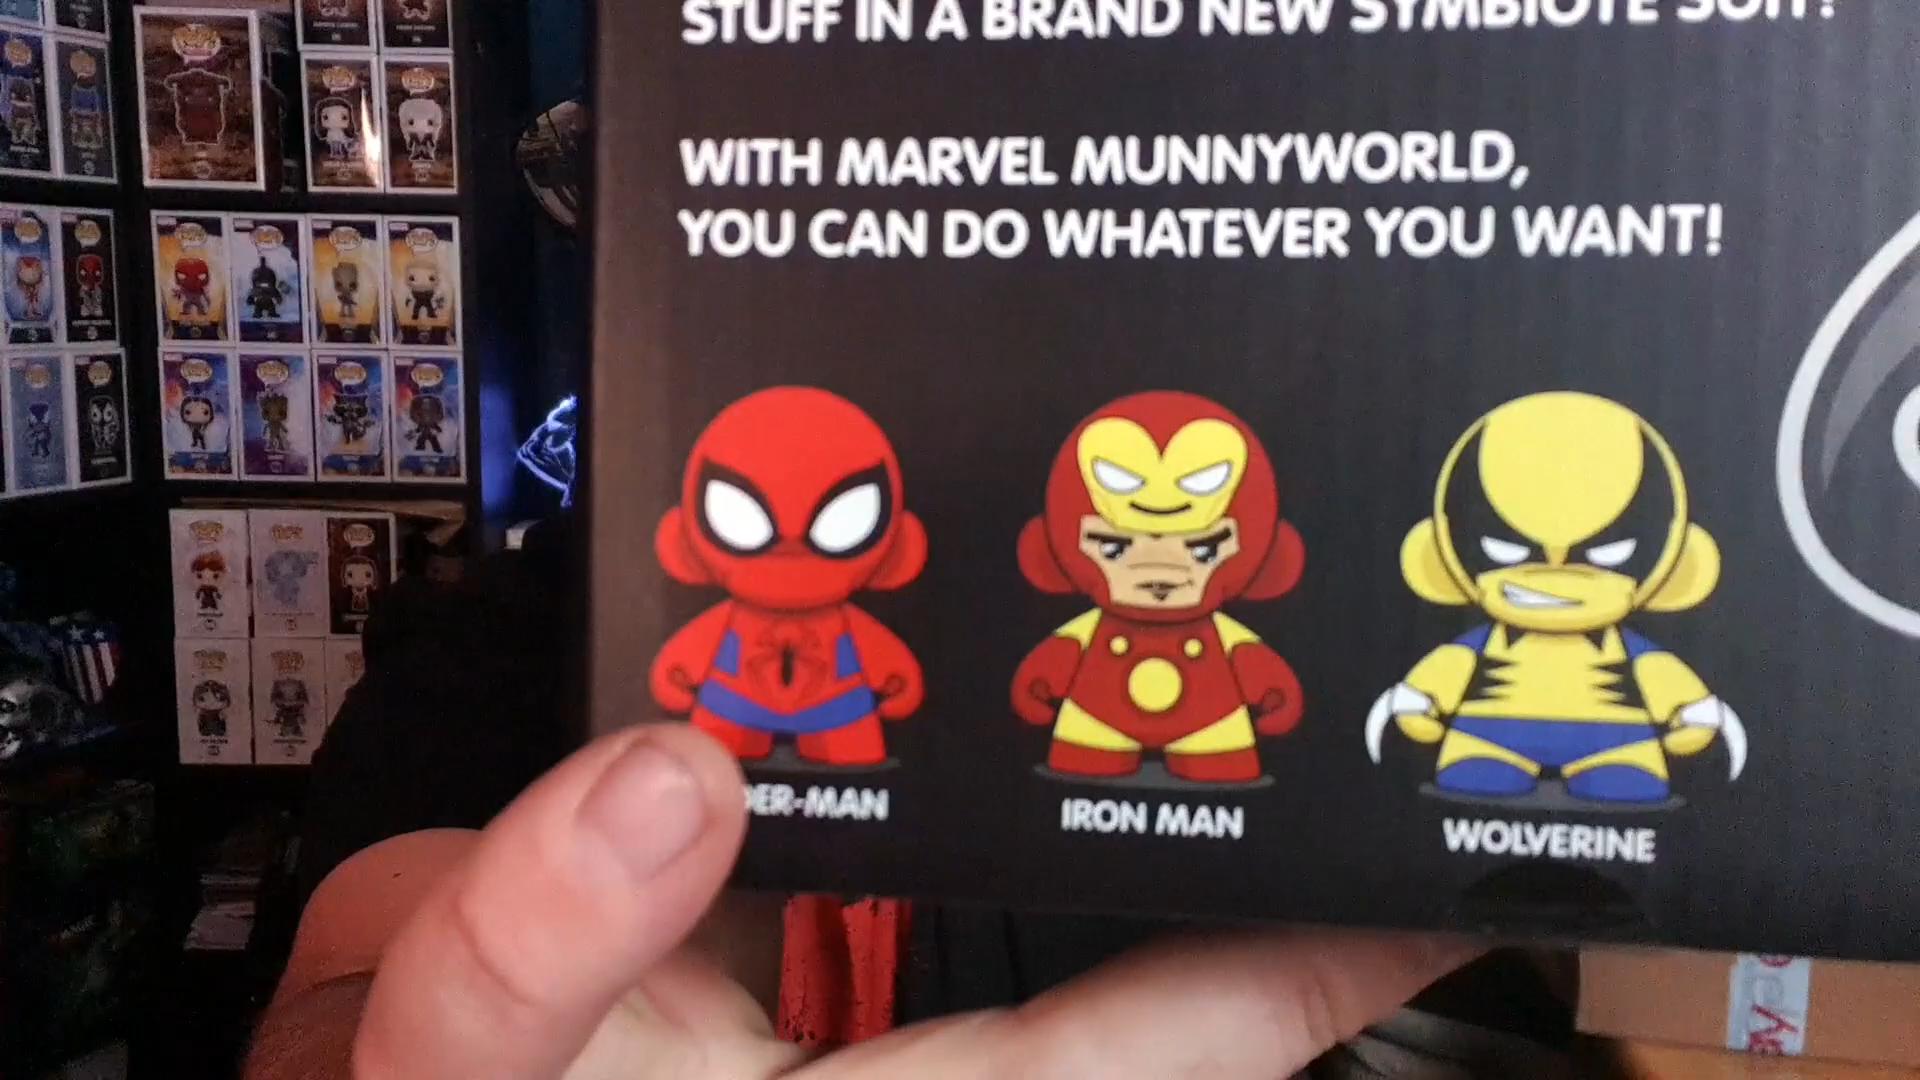 STUFF IN A BRAND NEW SYMBIOTE SUIT!
WITH MARVEL MUNNYWORLD,
YOU CAN DO WHATEVER YOU WANT!
DER-MAN
IRON MAN
WOLVERINE